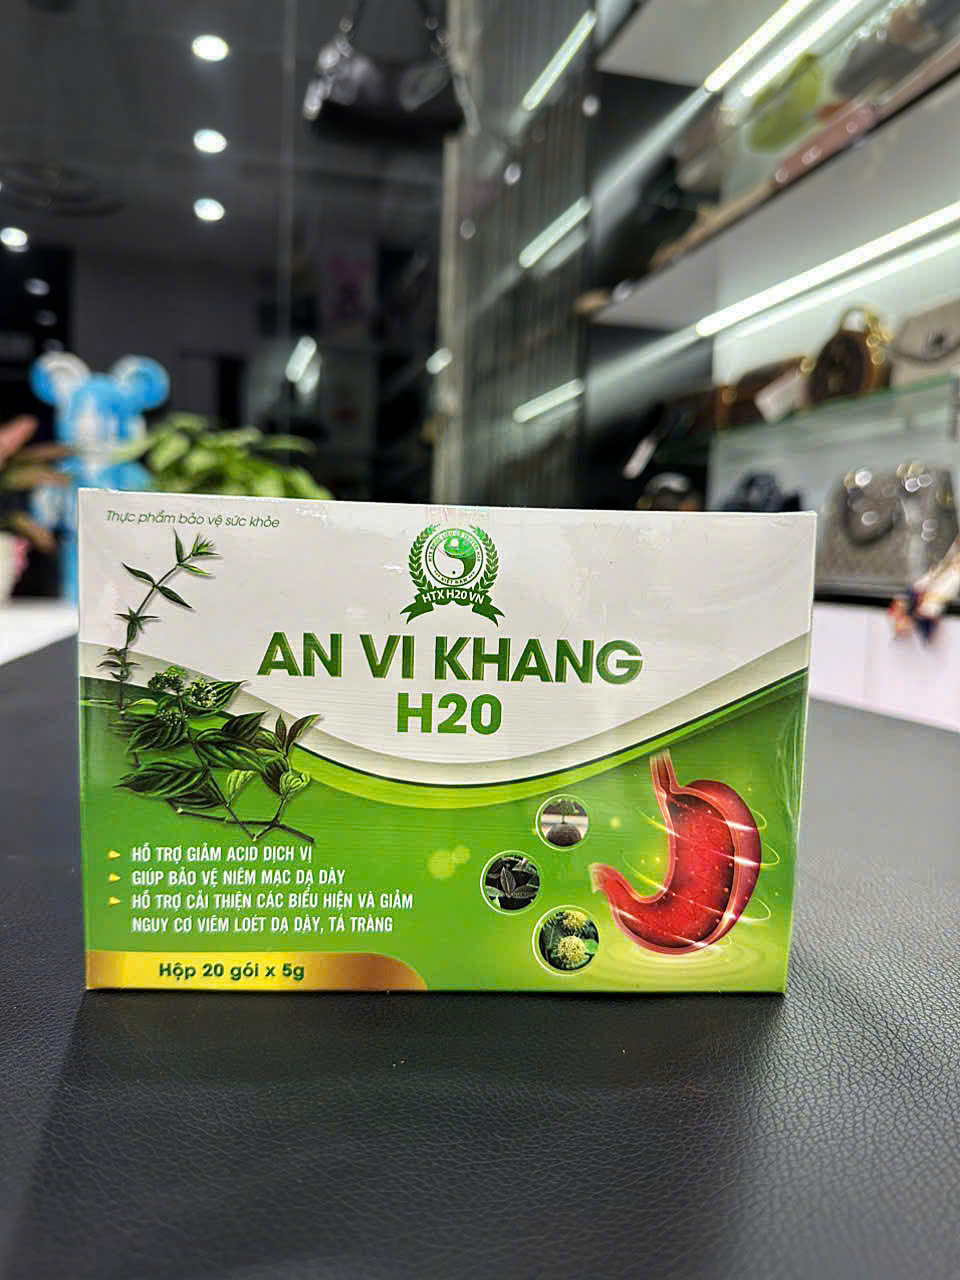 Thực phẩm bảo vệ sức khỏe
HTX H20 VN
AN VI KHANG
H20
HỖ TRỢ GIẢM ACID DỊCH VỊ
GIÚP BẢO VỆ NIÊM MẠC DẠ DÀY
HỖ TRỢ CẢI THIỆN CÁC BIỂU HIỆN VÀ GIẢM
NGUY CƠ VIÊM LOÉT DẠ DÀY, TÁ TRÀNG
Hộp 20 gói x 5g